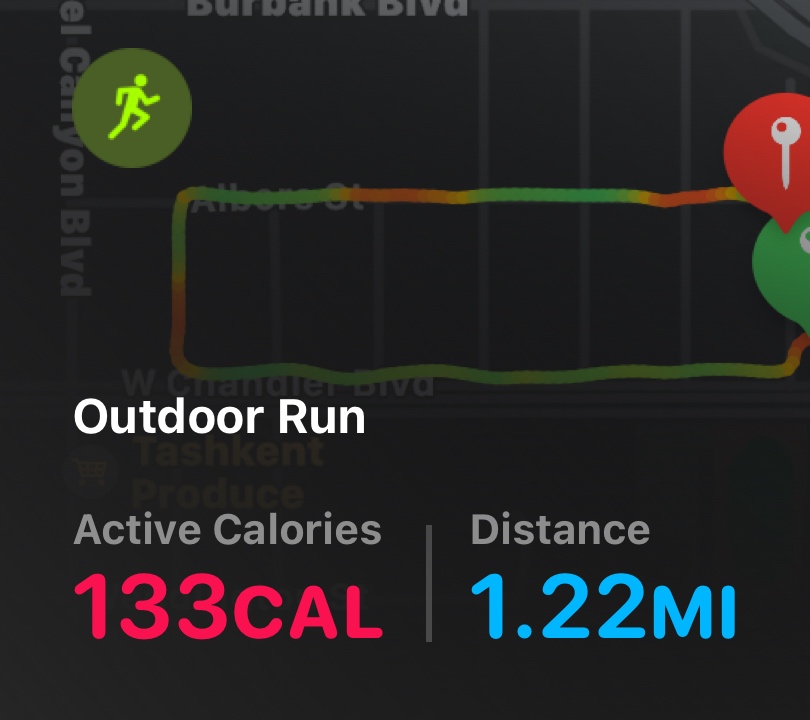 Burbank Blvd
el Canyon Blvd
Albers St
W Chandler Blvd
Outdoor Run
Tashkent
Produce
Active Calories
Distance
133CAL
1.22MI